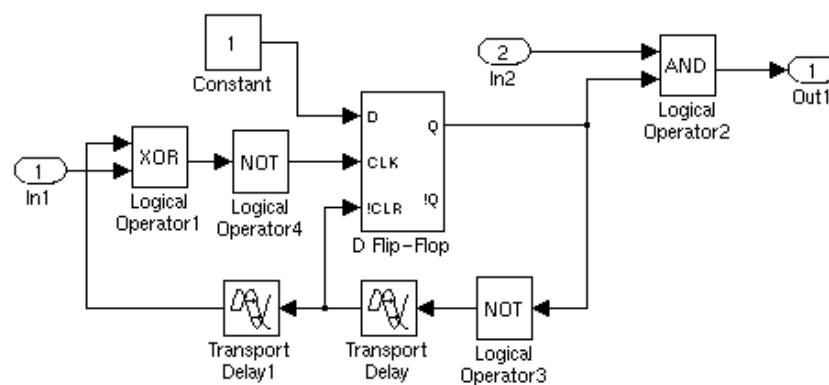 1
Constant
2
In2
AND
Logical
Operator2
1
Out1
D
Q
CLK
!Q
!CLR
D Flip-Flop
1
In1
XOR
Logical
Operator1
NOT
Logical
Operator4
Transport
Delay1
Transport
Delay
NOT
Logical
Operator3